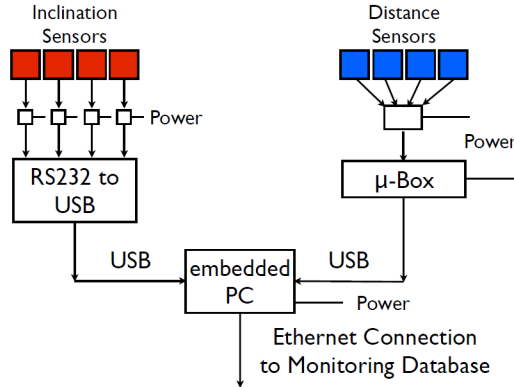 Inclination
Sensors
Distance
Sensors
Power
Power
RS232 to
USB
μ-Box
USB
USB
embedded
PC
Power
Ethernet Connection
to Monitoring Database